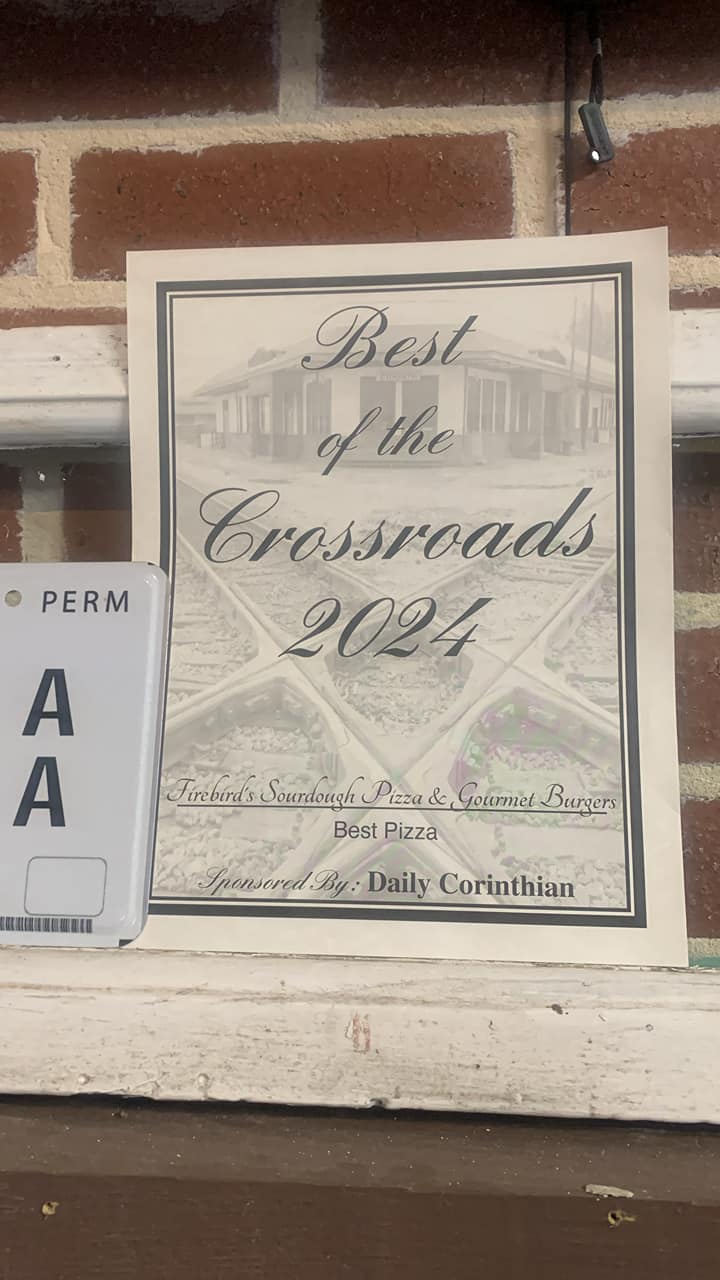 Best
of the
Crossroads
2024
Firebird's Sourdough Pizza & Gourmet Burgers
Best Pizza
Sponsored By: Daily Corinthian
PERM
A
A